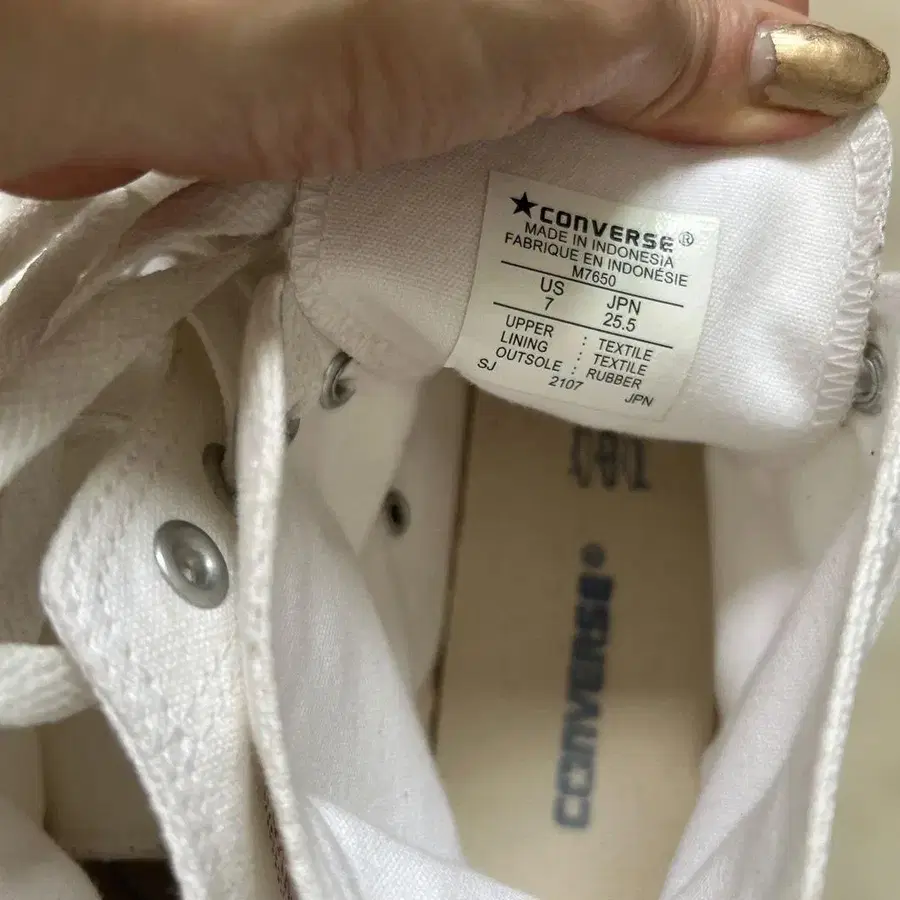 ★CONVERSE®
MADE IN INDONESIA
FABRIQUE EN INDONÉSIE
M7650
US JPN
7 25.5
UPPER : TEXTILE
LINING : TEXTILE
OUTSOLE : RUBBER
SJ 2107 JPN
CONVERSE®